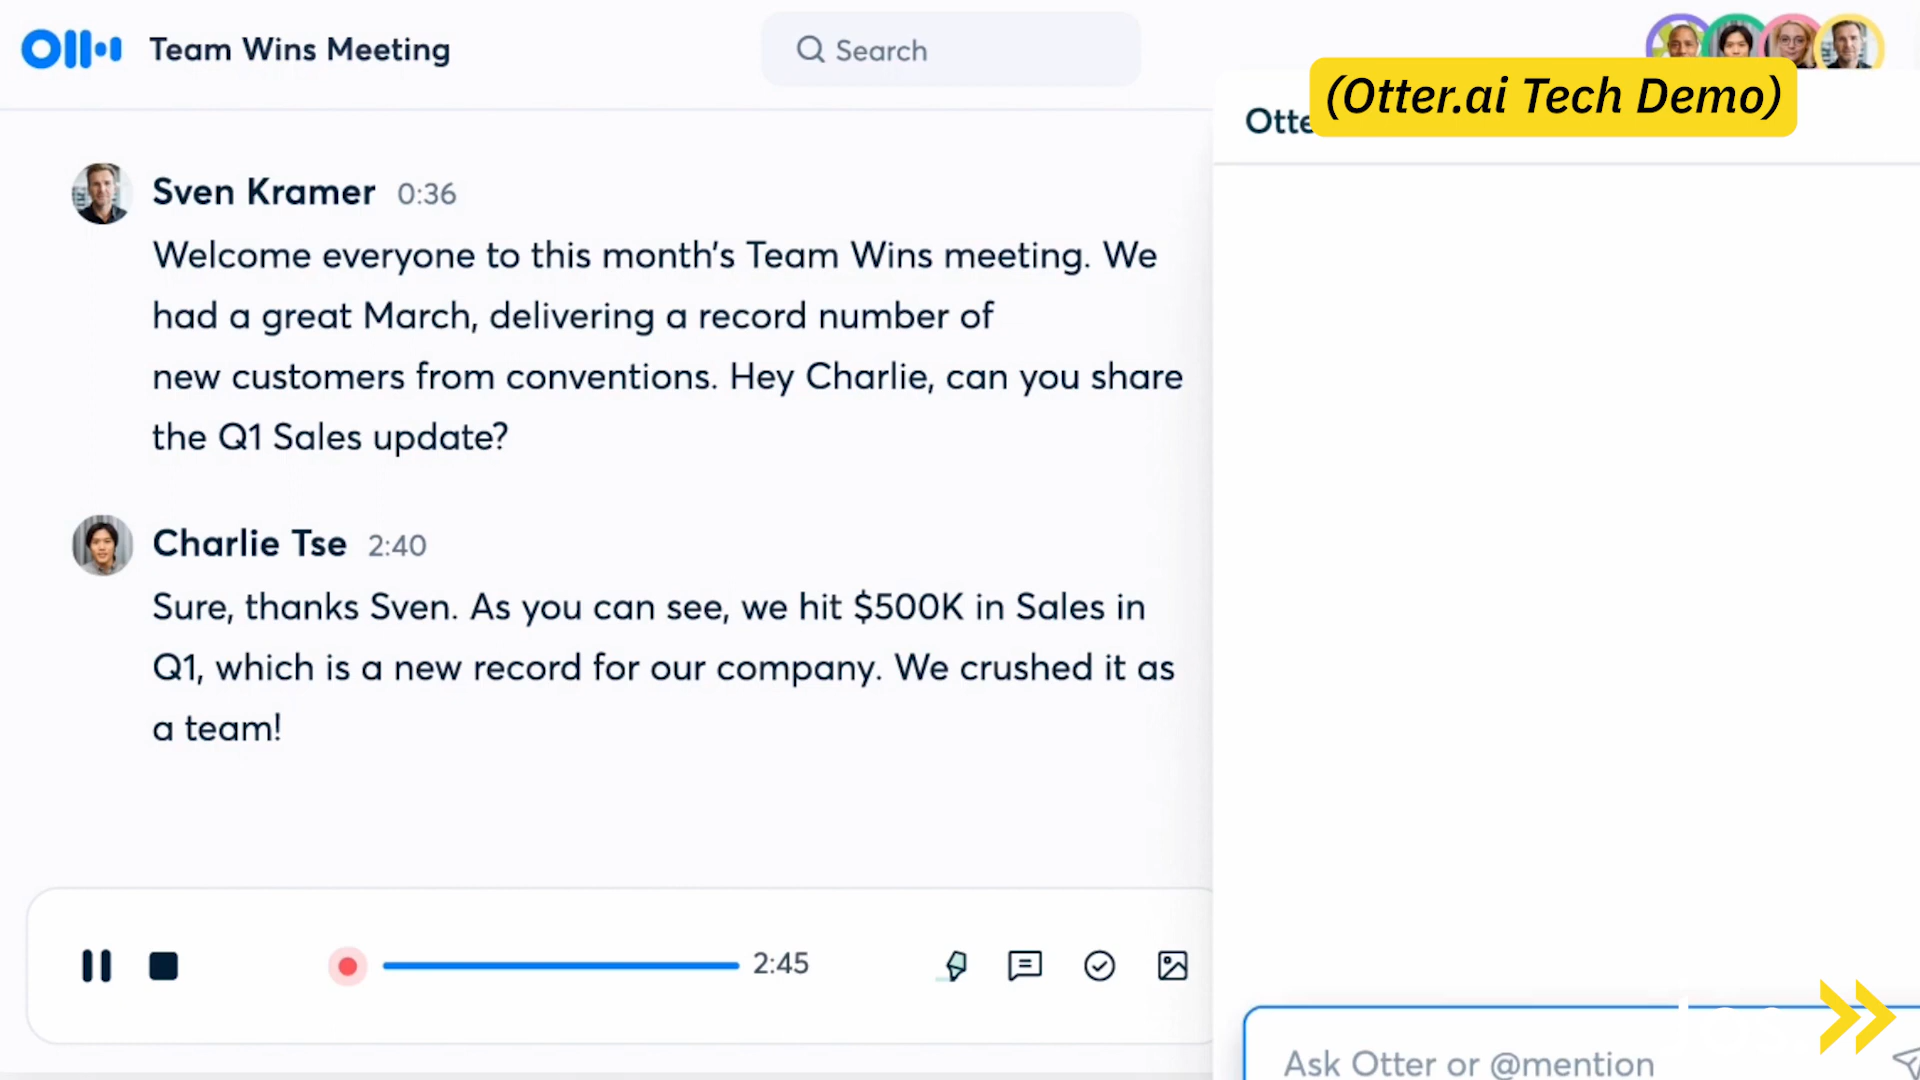 Team Wins Meeting
Search
(Otter.ai Tech Demo)
Otte
Sven Kramer 0:36
Welcome everyone to this month's Team Wins meeting. We
had a great March, delivering a record number of
new customers from conventions. Hey Charlie, can you share
the Q1 Sales update?
Charlie Tse 2:40
Sure, thanks Sven. As you can see, we hit $500K in Sales in
Q1, which is a new record for our company. We crushed it as
a team!
2:45
Ask Otter or @mention